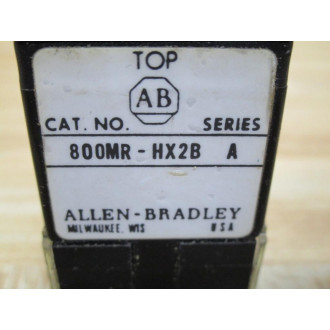 TOP
AB
CAT. NO. SERIES
800MR-HX2B A
ALLEN-BRADLEY
MILWAUKEE, WIS USA